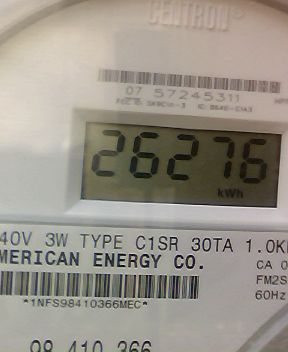 CENTRON®
07 57245311
26276
kWh
40V 3W TYPE C1SR 30TA 1.0K
MERICAN ENERGY CO.
CA 0
FM2S
60Hz
*1NFS98410366MEC*
98 410 366